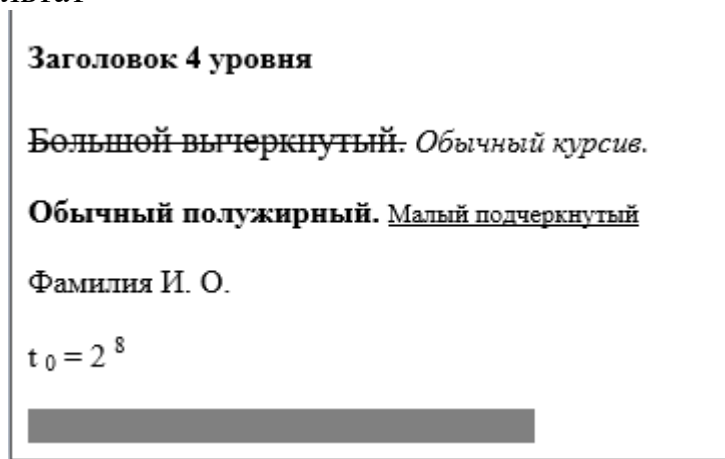 Заголовок 4 уровня
Большой вычеркнутый. Обычный курсив.
Обычный полужирный. Малый подчеркнутый
Фамилия И. О.
t 0 = 2 8